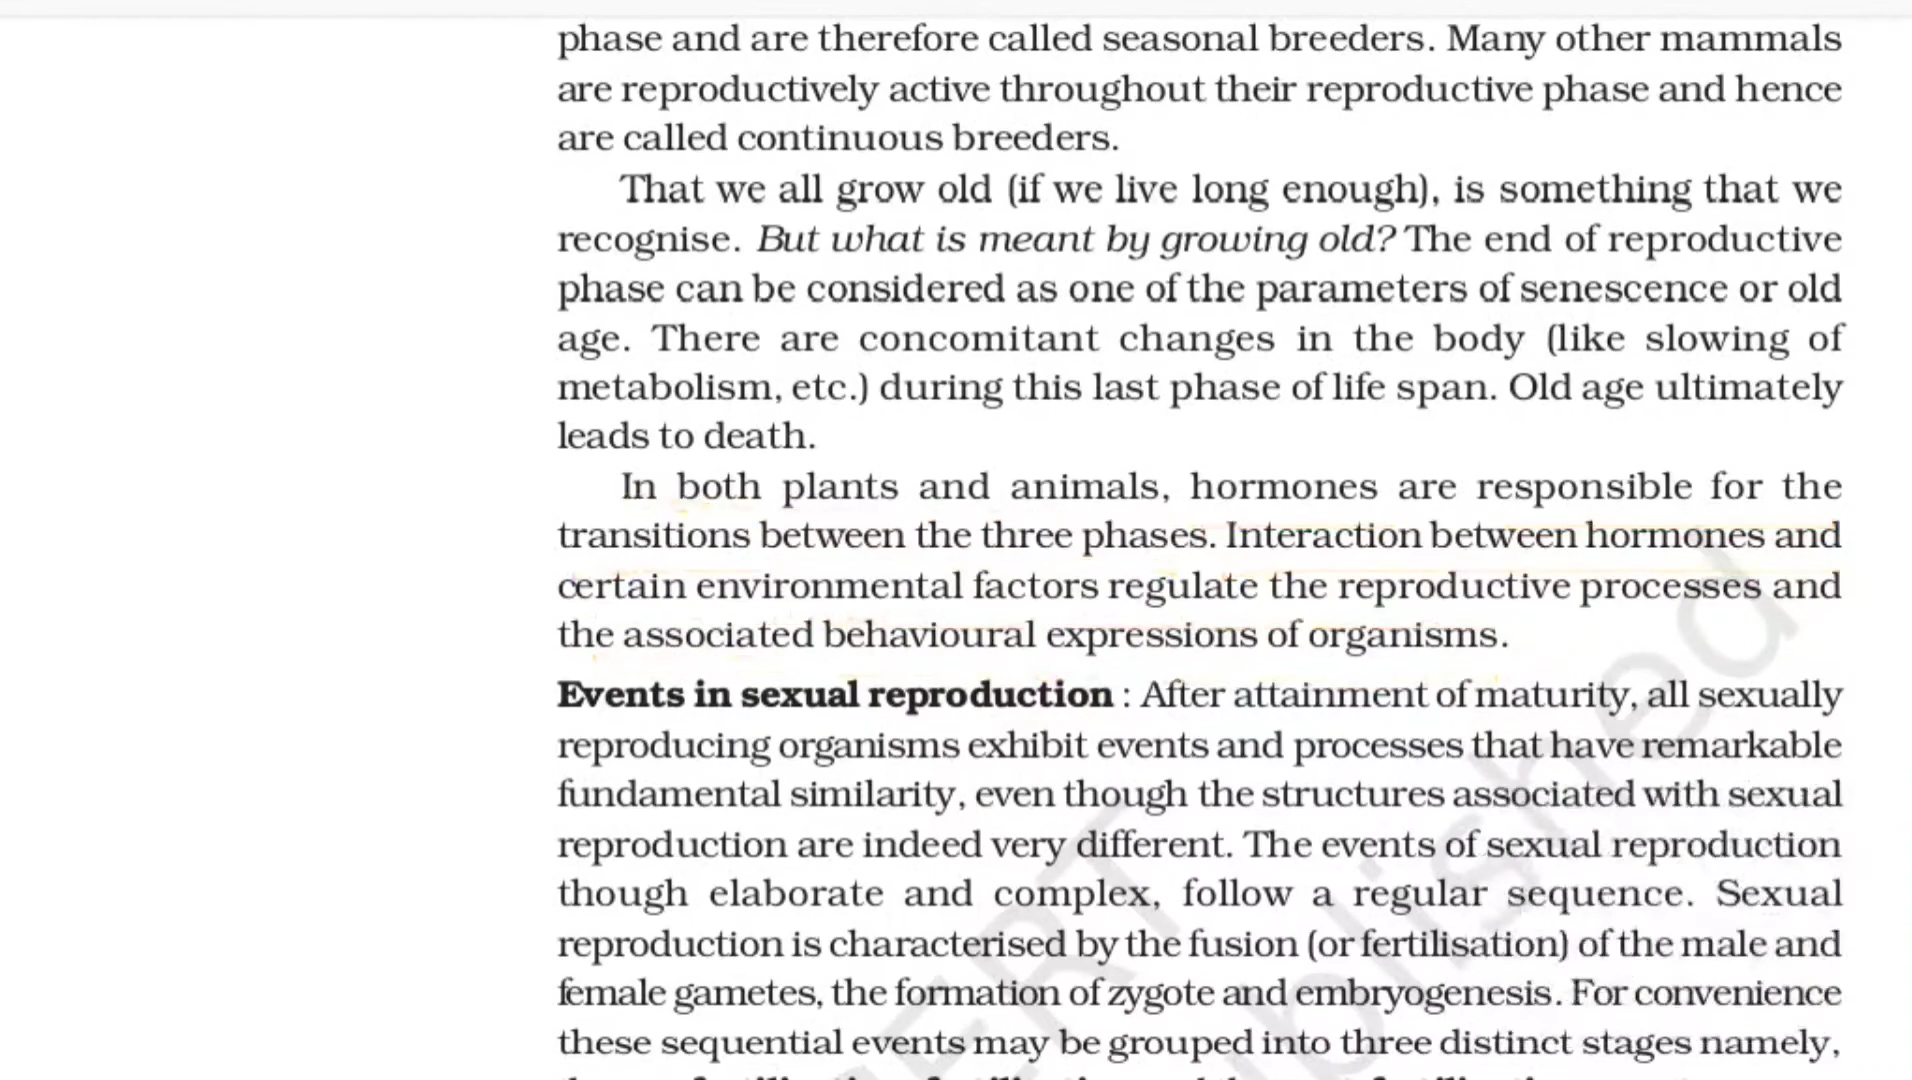 phase and are therefore called seasonal breeders. Many other mammals
are reproductively active throughout their reproductive phase and hence
are called continuous breeders.
That we all grow old (if we live long enough), is something that we
recognise. But what is meant by growing old? The end of reproductive
phase can be considered as one of the parameters of senescence or old
age. There are concomitant changes in the body (like slowing of
metabolism, etc.) during this last phase of life span. Old age ultimately
leads to death.
In both plants and animals, hormones are responsible for the
transitions between the three phases. Interaction between hormones and
certain environmental factors regulate the reproductive processes and
the associated behavioural expressions of organisms.
Events in sexual reproduction : After attainment of maturity, all sexually
reproducing organisms exhibit events and processes that have remarkable
fundamental similarity, even though the structures associated with sexual
reproduction are indeed very different. The events of sexual reproduction
though elaborate and complex, follow a regular sequence. Sexual
reproduction is characterised by the fusion (or fertilisation) of the male and
female gametes, the formation of zygote and embryogenesis. For convenience
these sequential events may be grouped into three distinct stages namely,